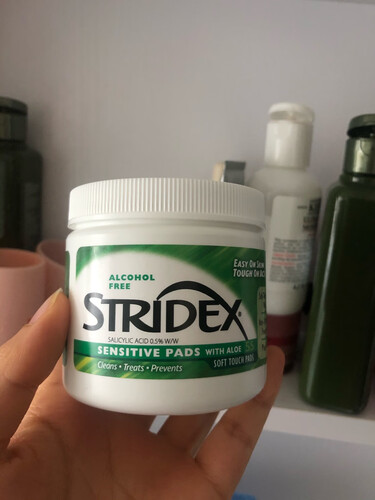 ALCOHOL
FREE
EASY ON SKIN
TOUGH ON
STRIDEX
SALICYLIC ACID 0.5% W/W
SENSITIVE PADS WITH ALOE
SOFT TOUCH PADS
Cleans • Treats • Prevents